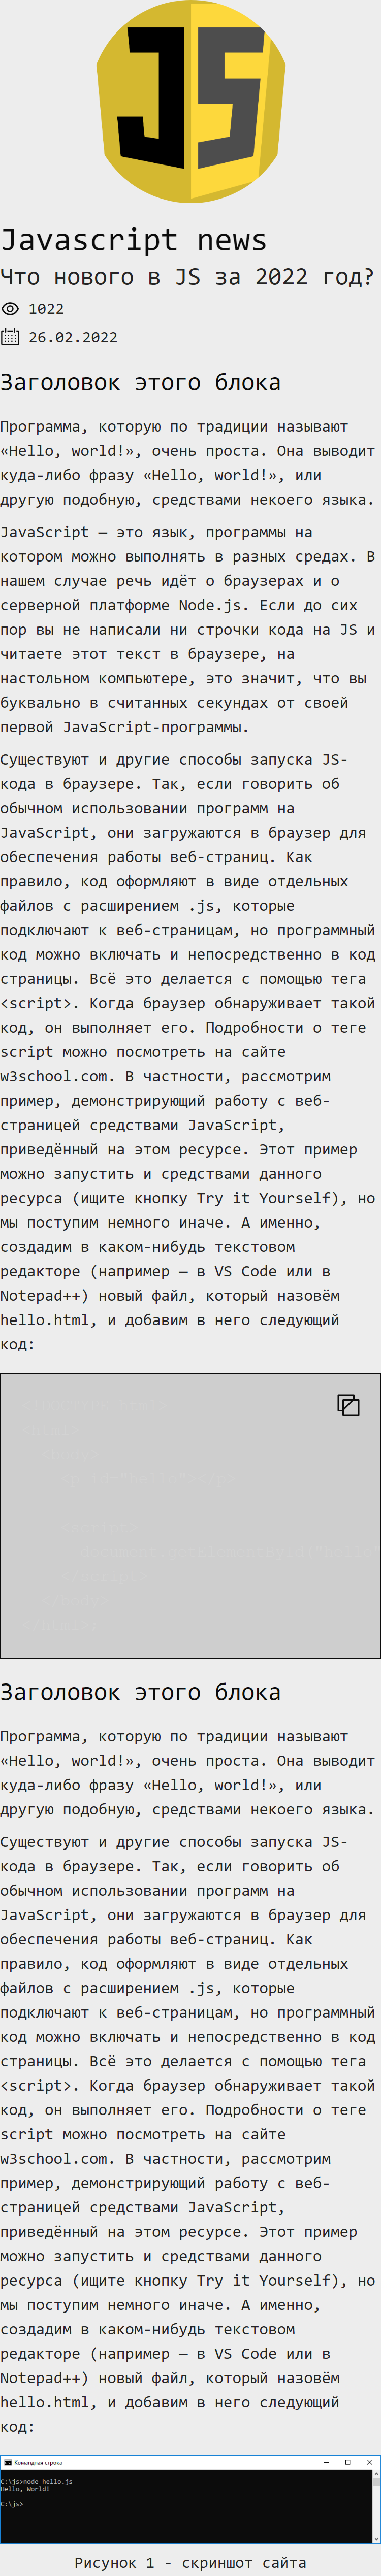 JS
Javascript news
Что нового в JS за 2022 год?
1022
26.02.2022
Заголовок этого блока
Программа, которую по традиции называют
«Hello, world!», очень проста. Она выводит
куда-либо фразу «Hello, world!», или
другую подобную, средствами некоего языка.
JavaScript — это язык, программы на
котором можно выполнять в разных средах. В
нашем случае речь идёт о браузерах и о
серверной платформе Node.js. Если до сих
пор вы не написали ни строчки кода на JS и
читаете этот текст в браузере, на
настольном компьютере, это значит, что вы
буквально в считанных секундах от своей
первой JavaScript-программы.
Существуют и другие способы запуска JS-
кода в браузере. Так, если говорить об
обычном использовании программ на
JavaScript, они загружаются в браузер для
обеспечения работы веб-страниц. Как
правило, код оформляют в виде отдельных
файлов с расширением .js, которые
подключают к веб-страницам, но программный
код можно включать и непосредственно в код
страницы. Всё это делается с помощью тега
<script>. Когда браузер обнаруживает такой
код, он выполняет его. Подробности о теге
script можно посмотреть на сайте
w3school.com. В частности, рассмотрим
пример, демонстрирующий работу с веб-
страницей средствами JavaScript,
приведённый на этом ресурсе. Этот пример
можно запустить и средствами данного
ресурса (ищите кнопку Try it Yourself), но
мы поступим немного иначе. А именно,
создадим в каком-нибудь текстовом
редакторе (например — в VS Code или в
Notepad++) новый файл, который назовём
hello.html, и добавим в него следующий
код:
Заголовок этого блока
Программа, которую по традиции называют
«Hello, world!», очень проста. Она выводит
куда-либо фразу «Hello, world!», или
другую подобную, средствами некоего языка.
Существуют и другие способы запуска JS-
кода в браузере. Так, если говорить об
обычном использовании программ на
JavaScript, они загружаются в браузер для
обеспечения работы веб-страниц. Как
правило, код оформляют в виде отдельных
файлов с расширением .js, которые
подключают к веб-страницам, но программный
код можно включать и непосредственно в код
страницы. Всё это делается с помощью тега
<script>. Когда браузер обнаруживает такой
код, он выполняет его. Подробности о теге
script можно посмотреть на сайте
w3school.com. В частности, рассмотрим
пример, демонстрирующий работу с веб-
страницей средствами JavaScript,
приведённый на этом ресурсе. Этот пример
можно запустить и средствами данного
ресурса (ищите кнопку Try it Yourself), но
мы поступим немного иначе. А именно,
создадим в каком-нибудь текстовом
редакторе (например — в VS Code или в
Notepad++) новый файл, который назовём
hello.html, и добавим в него следующий
код:
Командная строка
C:\js>node hello.js
Hello, World!
C:\js>
Рисунок 1 - скриншот сайта